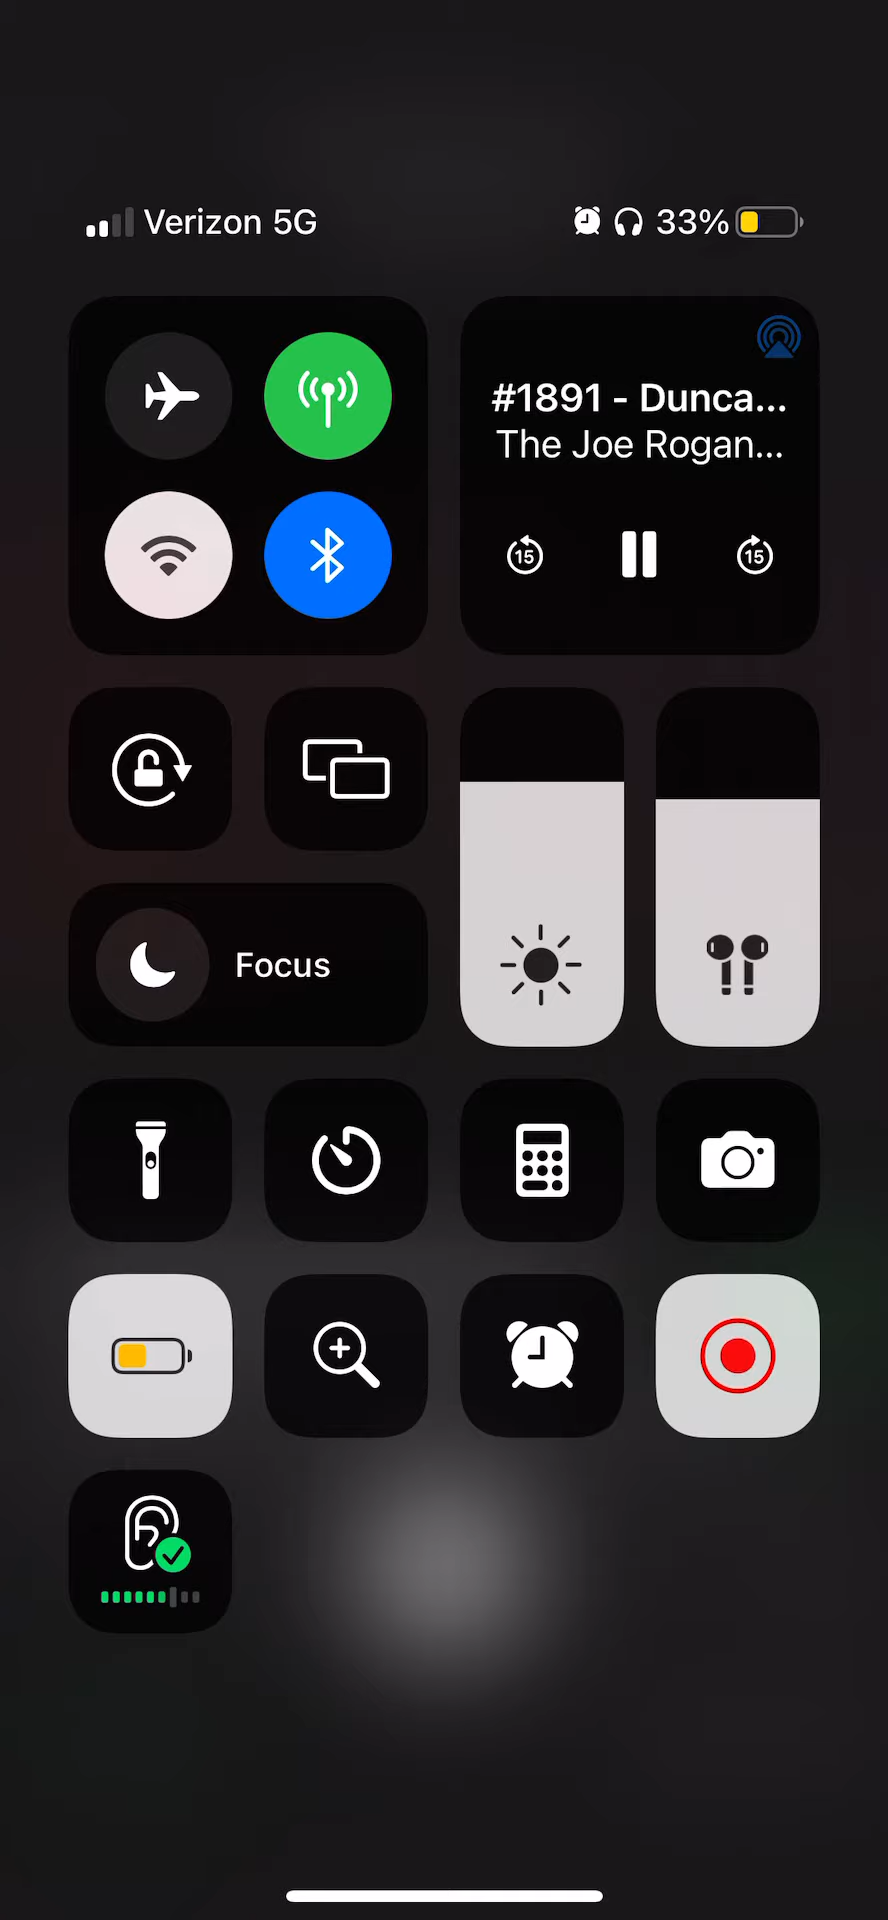 Verizon 5G
33%
#1891 - Dunca...
The Joe Rogan...
15
15
Focus